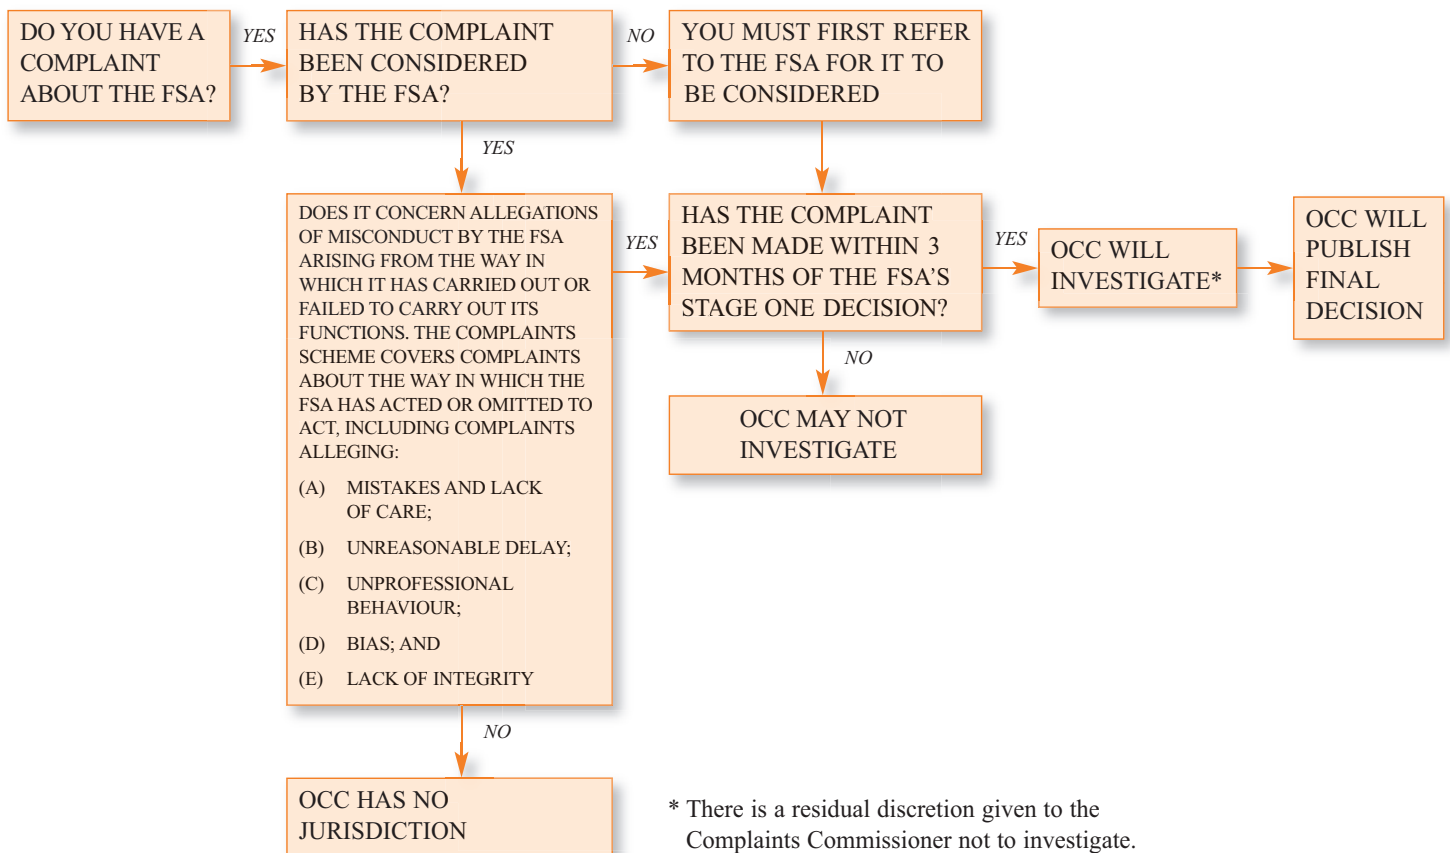 DO YOU HAVE A
COMPLAINT
ABOUT THE FSA?
YES
HAS THE COMPLAINT
BEEN CONSIDERED
BY THE FSA?
NO
YOU MUST FIRST REFER
TO THE FSA FOR IT TO
BE CONSIDERED
YES
DOES IT CONCERN ALLEGATIONS
OF MISCONDUCT BY THE FSA
ARISING FROM THE WAY IN
WHICH IT HAS CARRIED OUT OR
FAILED TO CARRY OUT ITS
FUNCTIONS. THE COMPLAINTS
SCHEME COVERS COMPLAINTS
ABOUT THE WAY IN WHICH THE
FSA HAS ACTED OR OMITTED TO
ACT, INCLUDING COMPLAINTS
ALLEGING:
(A) MISTAKES AND LACK
OF CARE;
(B) UNREASONABLE DELAY;
(C) UNPROFESSIONAL
BEHAVIOUR;
(D) BIAS; AND
(E) LACK OF INTEGRITY
YES
HAS THE COMPLAINT
BEEN MADE WITHIN 3
MONTHS OF THE FSA'S
STAGE ONE DECISION?
YES
OCC WILL
INVESTIGATE*
OCC WILL
PUBLISH
FINAL
DECISION
NO
OCC MAY NOT
INVESTIGATE
NO
OCC HAS NO
JURISDICTION
* There is a residual discretion given to the
Complaints Commissioner not to investigate.